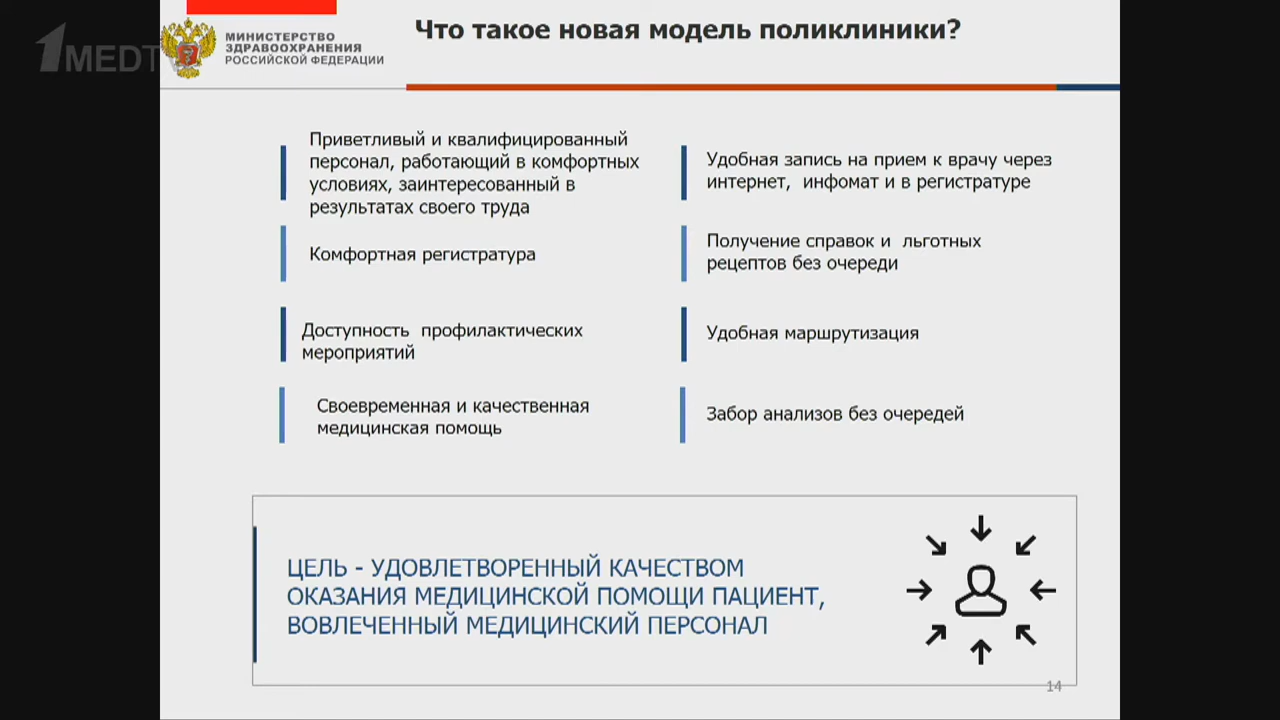 1MEDT
МИНИСТЕРСТВО
ЗДРАВООХРАНЕНИЯ
РОССИЙСКОЙ ФЕДЕРАЦИИ
Что такое новая модель поликлиники?
Приветливый и квалифицированный
персонал, работающий в комфортных
условиях, заинтересованный в
результатах своего труда
Комфортная регистратура
Доступность профилактических
мероприятий
Своевременная и качественная
медицинская помощь
Удобная запись на прием к врачу через
интернет, инфомат и в регистратуре
Получение справок и льготных
рецептов без очереди
Удобная маршрутизация
Забор анализов без очередей
ЦЕЛЬ - УДОВЛЕТВОРЕННЫЙ КАЧЕСТВОМ
ОКАЗАНИЯ МЕДИЦИНСКОЙ ПОМОЩИ ПАЦИЕНТ,
ВОВЛЕЧЕННЫЙ МЕДИЦИНСКИЙ ПЕРСОНАЛ
14